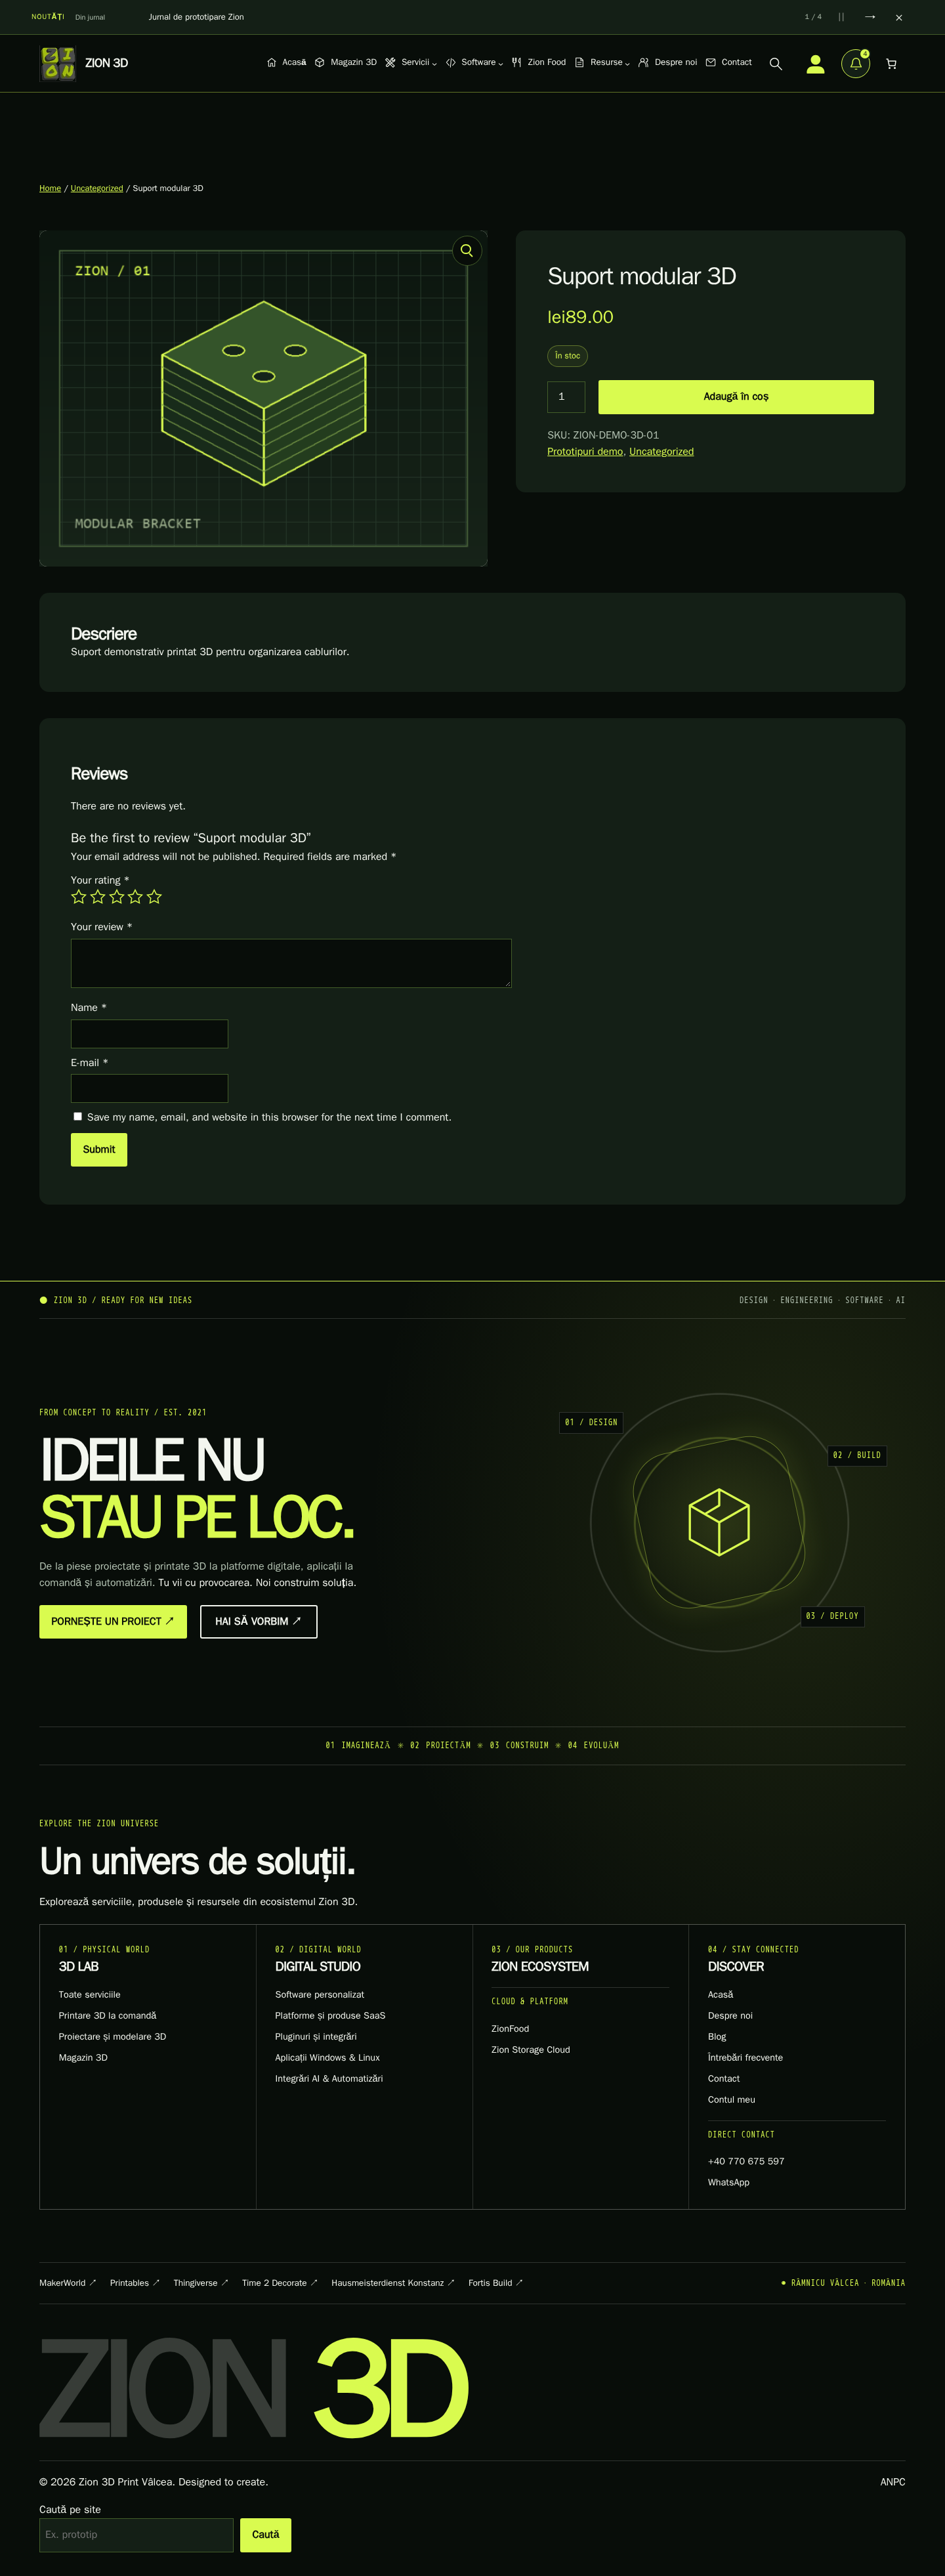 NOUTĂȚI Din jurnal Jurnal de prototipare Zion 1 / 4
ZION
ZION 3D Acasă Magazin 3D Servicii Software Zion Food Resurse Despre noi Contact 4
Home / Uncategorized / Suport modular 3D
ZION / 01
MODULAR BRACKET
Suport modular 3D
lei89.00
În stoc
1 Adaugă în coș
SKU: ZION-DEMO-3D-01
Prototipuri demo, Uncategorized
Descriere
Suport demonstrativ printat 3D pentru organizarea cablurilor.
Reviews
There are no reviews yet.
Be the first to review “Suport modular 3D”
Your email address will not be published. Required fields are marked *
Your rating *
Your review *
Name *
E-mail *
Save my name, email, and website in this browser for the next time I comment.
Submit
ZION 3D / READY FOR NEW IDEAS DESIGN · ENGINEERING · SOFTWARE · AI
FROM CONCEPT TO REALITY / EST. 2021
IDEILE NU
STAU PE LOC.
De la piese proiectate și printate 3D la platforme digitale, aplicații la
comandă și automatizări. Tu vii cu provocarea. Noi construim soluția.
PORNEȘTE UN PROIECT ↗ HAI SĂ VORBIM ↗
01 / DESIGN
02 / BUILD
03 / DEPLOY
01 IMAGINEAZĂ ✳ 02 PROIECTĂM ✳ 03 CONSTRUIM ✳ 04 EVOLUĂM
EXPLORE THE ZION UNIVERSE
Un univers de soluții.
Explorează serviciile, produsele și resursele din ecosistemul Zion 3D.
01 / PHYSICAL WORLD
3D LAB
Toate serviciile
Printare 3D la comandă
Proiectare și modelare 3D
Magazin 3D
02 / DIGITAL WORLD
DIGITAL STUDIO
Software personalizat
Platforme și produse SaaS
Pluginuri și integrări
Aplicații Windows & Linux
Integrări AI & Automatizări
03 / OUR PRODUCTS
ZION ECOSYSTEM
CLOUD & PLATFORM
ZionFood
Zion Storage Cloud
04 / STAY CONNECTED
DISCOVER
Acasă
Despre noi
Blog
Întrebări frecvente
Contact
Contul meu
DIRECT CONTACT
+40 770 675 597
WhatsApp
MakerWorld ↗ Printables ↗ Thingiverse ↗ Time 2 Decorate ↗ Hausmeisterdienst Konstanz ↗ Fortis Build ↗ ● RÂMNICU VÂLCEA · ROMÂNIA
ZION 3D
© 2026 Zion 3D Print Vâlcea. Designed to create. ANPC
Caută pe site
Ex. prototip Caută